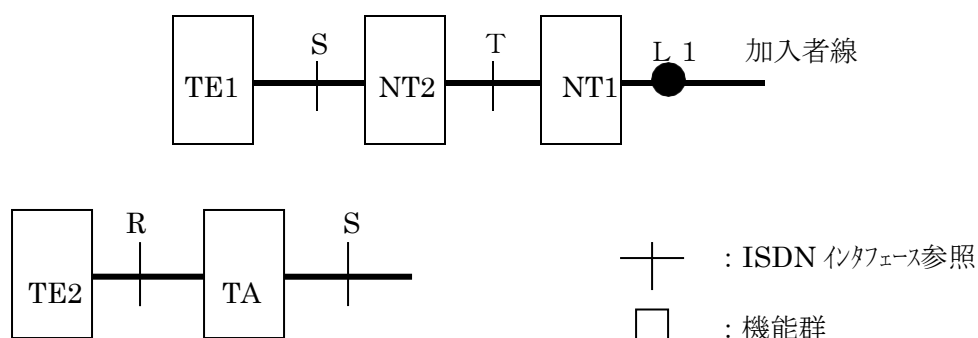 S T L 1 加入者線
TE1 NT2 NT1
R S
: ISDN インタフェース参照
TE2 TA
: 機能群